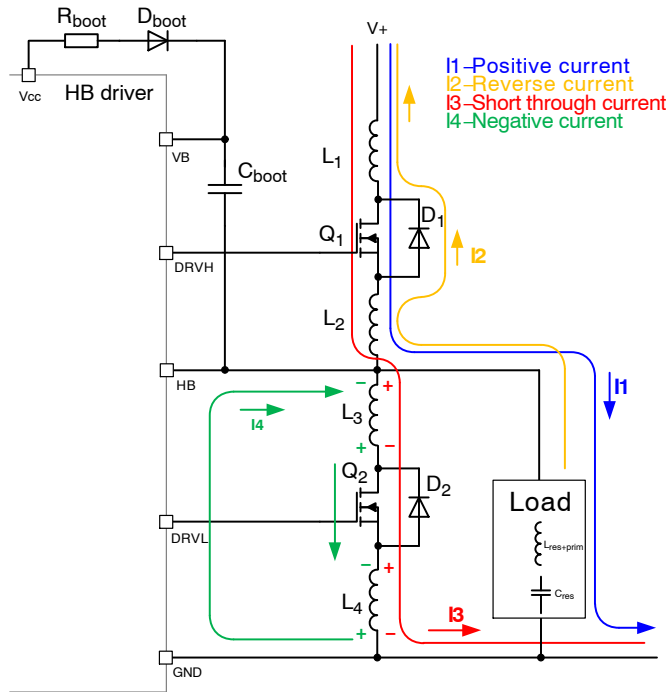 Rboot
Dboot
V+
Vcc
HB driver
I1–Positive current
I2–Reverse current
I3–Short through current
I4–Negative current
VB
Cboot
L1
Q1
D1
I2
DRVH
L2
HB
– +
I4
L3
I1
+ –
Q2
D2
Load
Lres+prim
DRVL
– +
Cres
L4
I3
+ –
GND